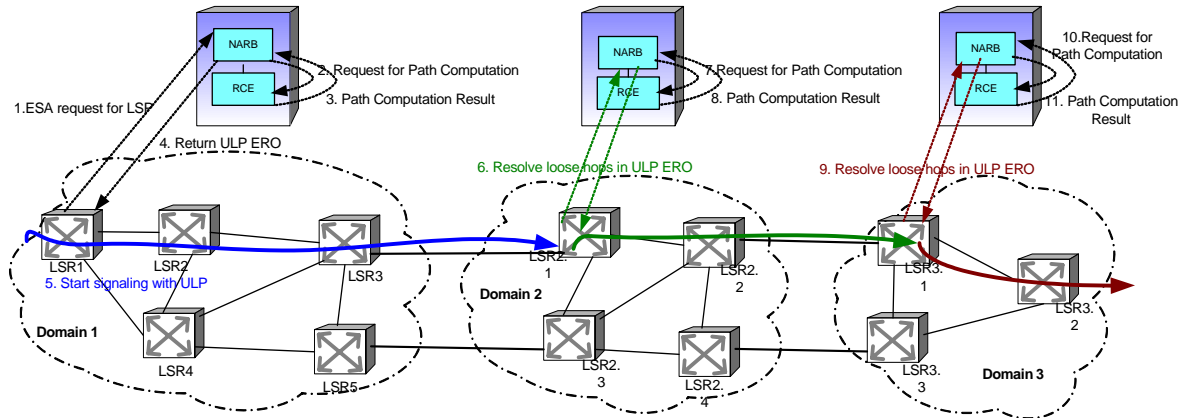 NARB
RCE
1.ESA request for LSP
2. Request for Path Computation
3. Path Computation Result
4. Return ULP ERO
NARB
RCE
7.Request for Path Computation
8. Path Computation Result
6. Resolve loose-hops in ULP ERO
NARB
RCE
10.Request for
Path Computation
11. Path Computation
Result
9. Resolve loose-hops in ULP ERO
LSR1
LSR2
LSR3
5. Start signaling with ULP
Domain 1
LSR4
LSR5
LSR2.
1
LSR2.
2
Domain 2
LSR2.
3
LSR2.
4
LSR3.
1
LSR3.
2
LSR3.
3
Domain 3